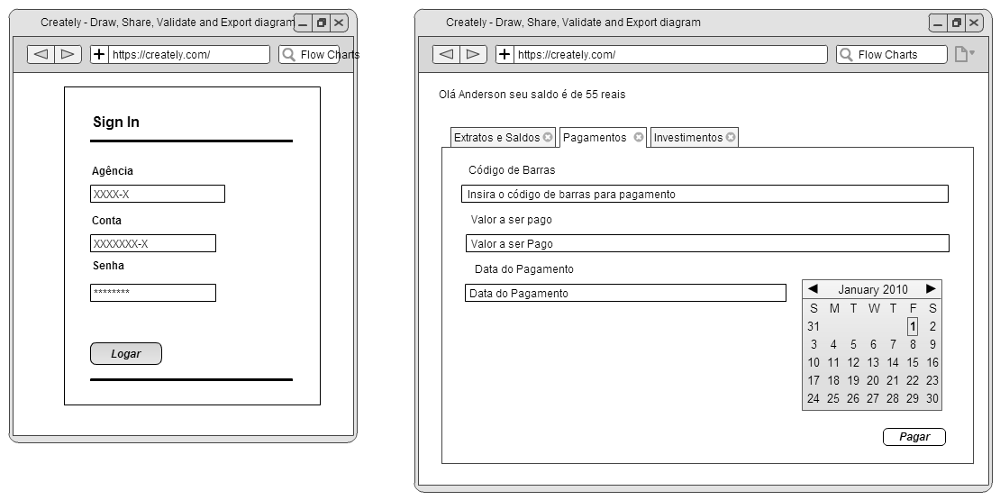 Creately - Draw, Share, Validate and Export diagram
https://creately.com/
Flow Charts
Sign In
Agência
XXXX-X
Conta
XXXXXXX-X
Senha
********
Logar
Creately - Draw, Share, Validate and Export diagram
https://creately.com/
Flow Charts
Olá Anderson seu saldo é de 55 reais
Extratos e Saldos
Pagamentos
Investimentos
Código de Barras
Insira o código de barras para pagamento
Valor a ser pago
Valor a ser Pago
Data do Pagamento
Data do Pagamento
January 2010
S M T W T F S
31 1 2
3 4 5 6 7 8 9
10 11 12 13 14 15 16
17 18 19 20 21 22 23
24 25 26 27 28 29 30
Pagar